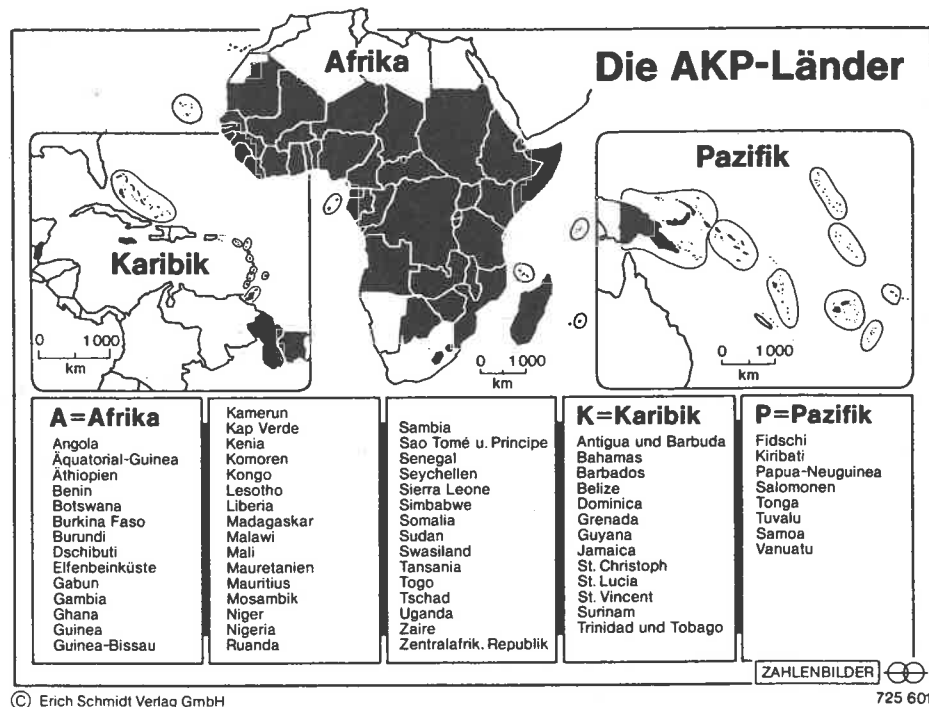 Die AKP-Länder
Afrika
Karibik
0 1000
km
0 1000
km
Pazifik
0 1000
km
A=Afrika
Angola
Äquatorial-Guinea
Äthiopien
Benin
Botswana
Burkina Faso
Burundi
Dschibuti
Elfenbeinküste
Gabun
Gambia
Ghana
Guinea
Guinea-Bissau
Kamerun
Kap Verde
Kenia
Komoren
Kongo
Lesotho
Liberia
Madagaskar
Malawi
Mali
Mauretanien
Mauritius
Mosambik
Niger
Nigeria
Ruanda
Sambia
Sao Tomé u. Principe
Senegal
Seychellen
Sierra Leone
Simbabwe
Somalia
Sudan
Swasiland
Tansania
Togo
Tschad
Uganda
Zaire
Zentralafrik. Republik
K=Karibik
Antigua und Barbuda
Bahamas
Barbados
Belize
Dominica
Grenada
Guyana
Jamaica
St. Christoph
St. Lucia
St. Vincent
Surinam
Trinidad und Tobago
P=Pazifik
Fidschi
Kiribati
Papua-Neuguinea
Salomonen
Tonga
Tuvalu
Samoa
Vanuatu
ZAHLENBILDER
© Erich Schmidt Verlag GmbH
725 601